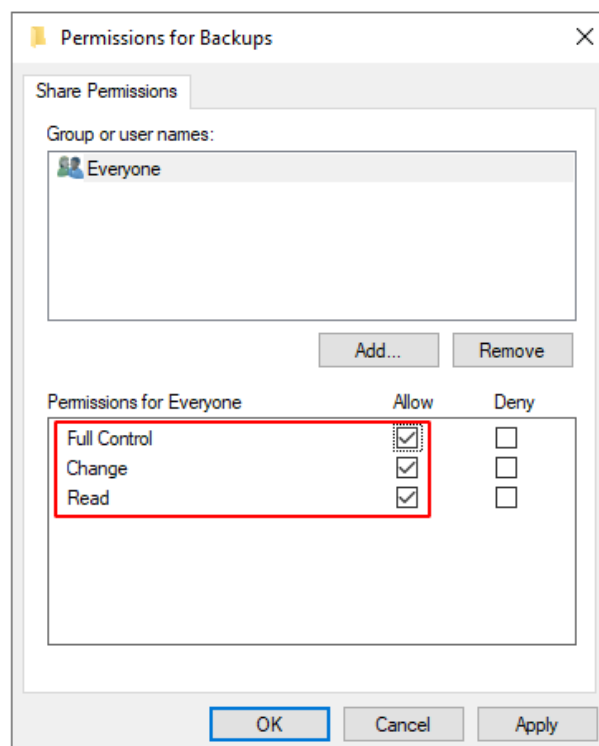 Permissions for Backups
Share Permissions
Group or user names:
Everyone
Add... Remove
Permissions for Everyone Allow Deny
Full Control
Change
Read
OK Cancel Apply